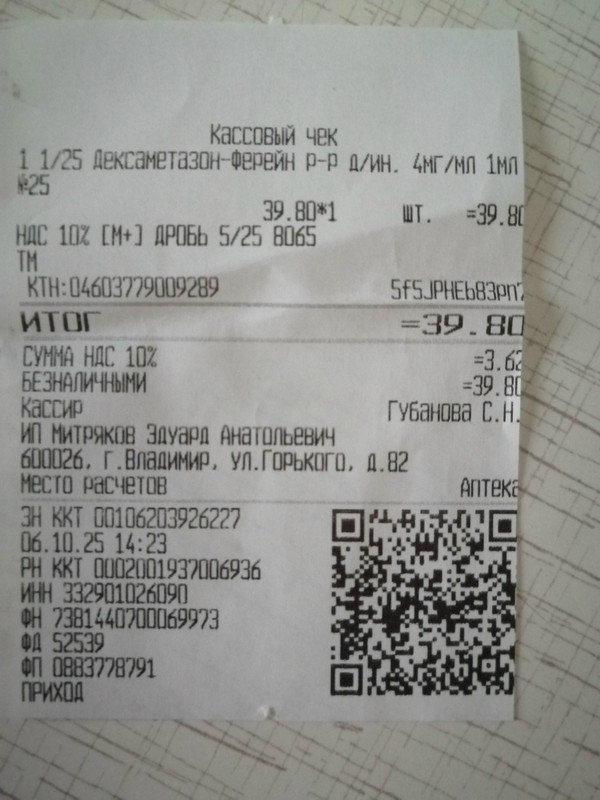 Кассовый чек
1 1/25 Дексаметазон-Ферейн р-р д/ин. 4мг/мл 1мл
№25
39.80*1 шт. =39.80
НДС 10% [М+] ДРОБЬ 5/25 8065
ТМ
КТН:04603779009289 5f5JPHEb83pn7
ИТОГ =39.80
СУММА НДС 10% =3.62
БЕЗНАЛИЧНЫМИ =39.80
Кассир Губанова С.Н.
ИП Митряков Эдуард Анатольевич
600026, г.Владимир, ул.Горького, д.82
Место расчетов Аптека
ЗН ККТ 00106203926227
06.10.25 14:23
РН ККТ 0002001937006936
ИНН 332901026090
ФН 7381440700069973
ФД 52539
ФП 0883778791
ПРИХОД